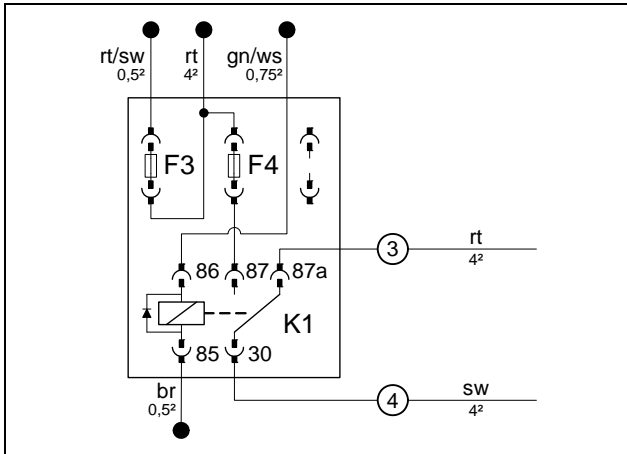 rt/sw rt gn/ws
0,5² 4² 0,75²
F3 F4
3 rt
4²
86 87 87a
K1
85 30
br
0,5²
4 sw
4²